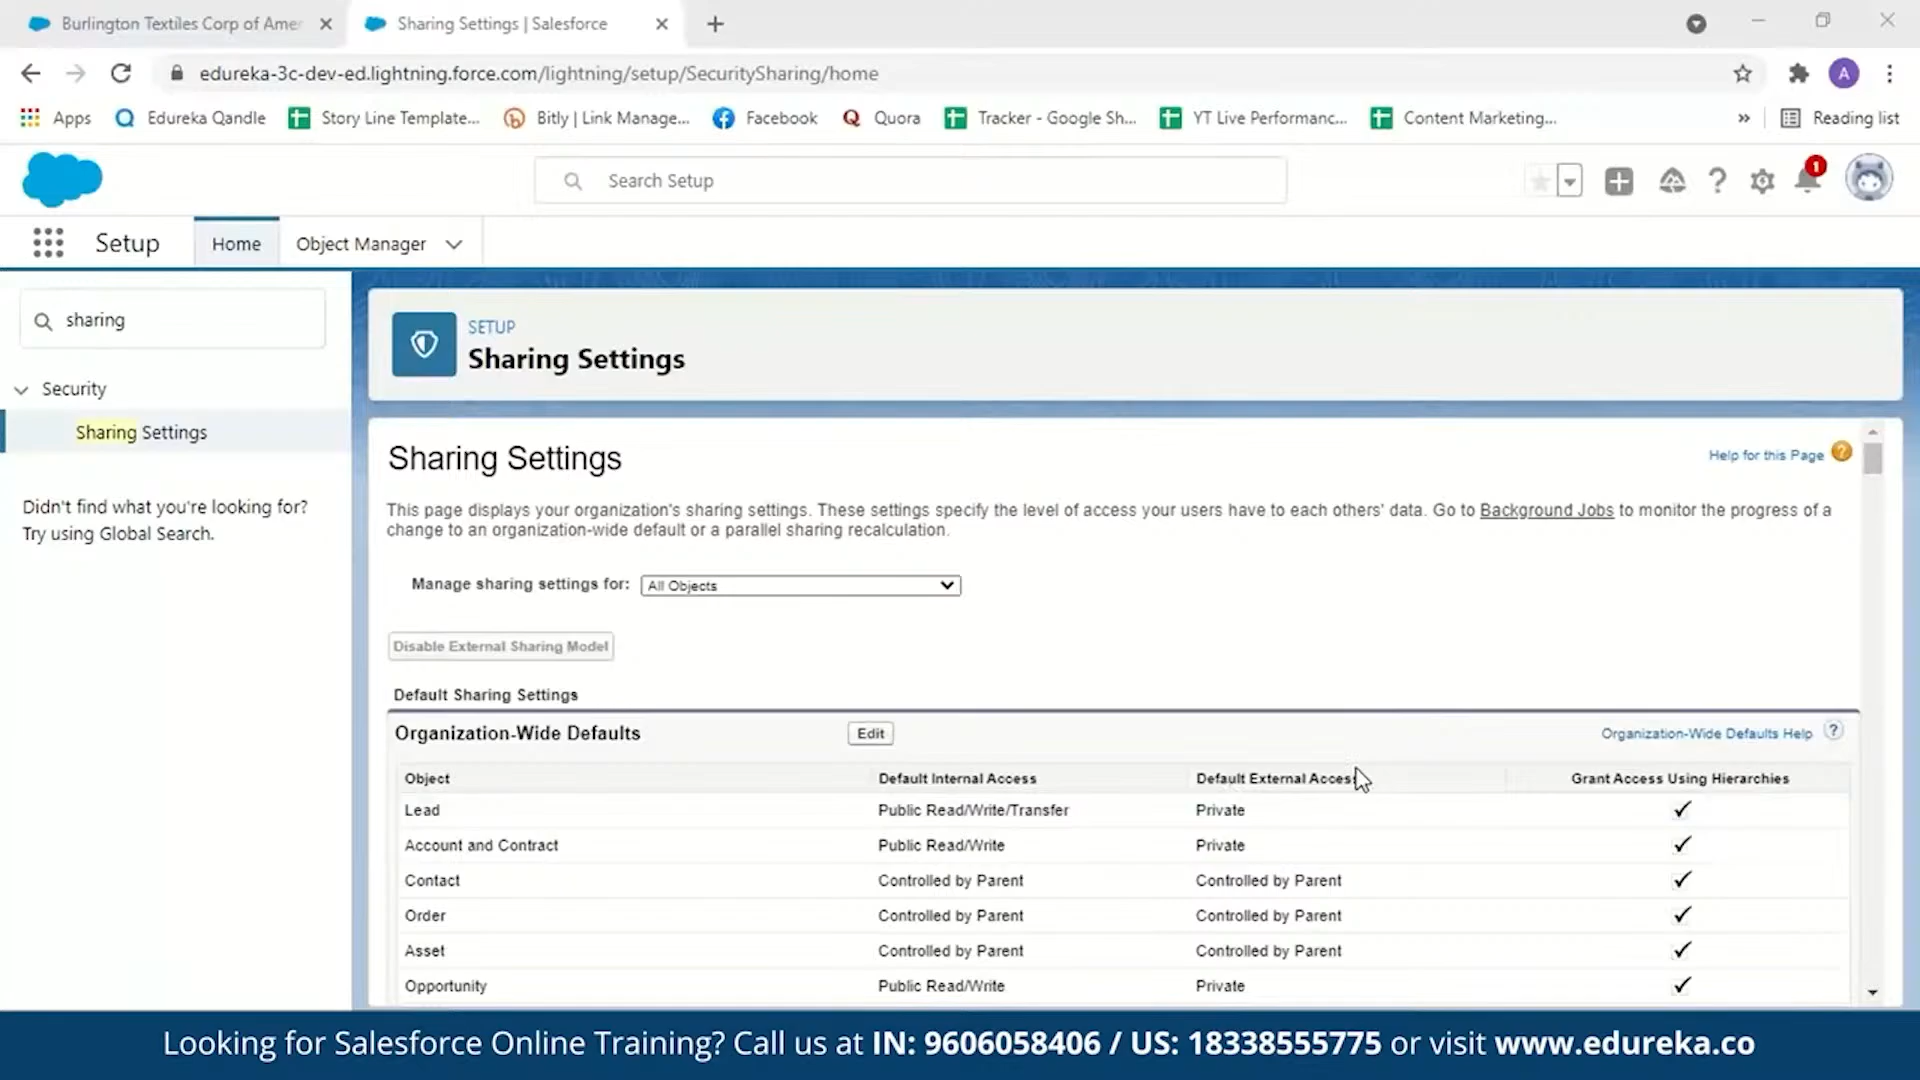 Burlington Textiles Corp of Amer
Sharing Settings | Salesforce
edureka-3c-dev-ed.lightning.force.com/lightning/setup/SecuritySharing/home
A
Apps
Edureka Qandle
Story Line Template...
Bitly | Link Manage...
Facebook
Quora
Tracker - Google Sh...
YT Live Performanc...
Content Marketing...
»
Reading list
Search Setup
1
Setup
Home
Object Manager
sharing
Security
Sharing Settings
Didn't find what you're looking for?
Try using Global Search.
SETUP
Sharing Settings
Sharing Settings
Help for this Page ?
This page displays your organization's sharing settings. These settings specify the level of access your users have to each others' data. Go to Background Jobs to monitor the progress of a
change to an organization-wide default or a parallel sharing recalculation.
Manage sharing settings for: All Objects
Disable External Sharing Model
Default Sharing Settings
Organization-Wide Defaults Edit Organization-Wide Defaults Help ?
Object Default Internal Access Default External Access Grant Access Using Hierarchies
Lead Public Read/Write/Transfer Private ✓
Account and Contract Public Read/Write Private ✓
Contact Controlled by Parent Controlled by Parent ✓
Order Controlled by Parent Controlled by Parent ✓
Asset Controlled by Parent Controlled by Parent ✓
Opportunity Public Read/Write Private ✓
Looking for Salesforce Online Training? Call us at IN: 9606058406 / US: 18338555775 or visit www.edureka.co